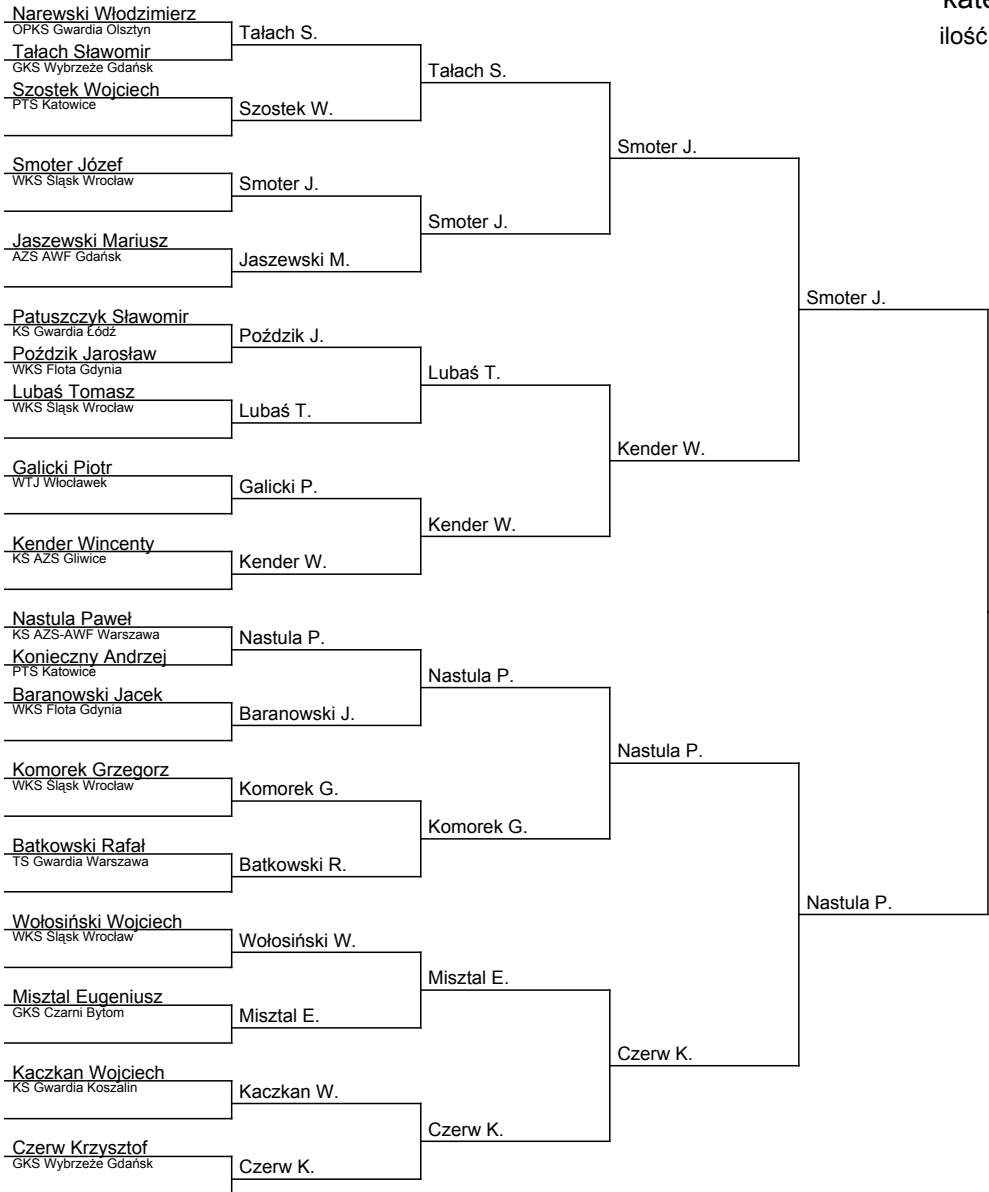 kate
ilość
Narewski Włodzimierz
OPKS Gwardia Olsztyn
Tałach Sławomir
GKS Wybrzeże Gdańsk
Szostek Wojciech
PTS Katowice
Smoter Józef
WKS Śląsk Wrocław
Jaszewski Mariusz
AZS AWF Gdańsk
Patuszczyk Sławomir
KS Gwardia Łódź
Poździk Jarosław
WKS Flota Gdynia
Lubaś Tomasz
WKS Śląsk Wrocław
Galicki Piotr
WTJ Włocławek
Kender Wincenty
KS AZS Gliwice
Nastula Paweł
KS AZS-AWF Warszawa
Konieczny Andrzej
PTS Katowice
Baranowski Jacek
WKS Flota Gdynia
Komorek Grzegorz
WKS Śląsk Wrocław
Batkowski Rafał
TS Gwardia Warszawa
Wołosiński Wojciech
WKS Śląsk Wrocław
Misztal Eugeniusz
GKS Czarni Bytom
Kaczkan Wojciech
KS Gwardia Koszalin
Czerw Krzysztof
GKS Wybrzeże Gdańsk
Tałach S.
Szostek W.
Smoter J.
Jaszewski M.
Poździk J.
Lubaś T.
Galicki P.
Kender W.
Nastula P.
Baranowski J.
Komorek G.
Batkowski R.
Wołosiński W.
Misztal E.
Kaczkan W.
Czerw K.
Tałach S.
Smoter J.
Lubaś T.
Kender W.
Nastula P.
Komorek G.
Misztal E.
Czerw K.
Smoter J.
Kender W.
Nastula P.
Czerw K.
Smoter J.
Nastula P.